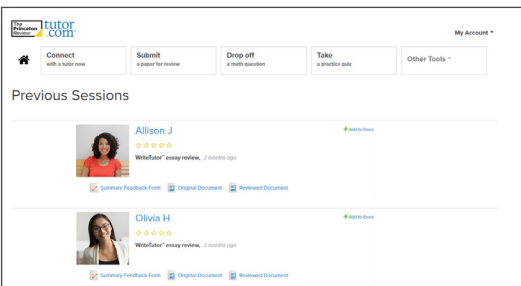 The Princeton Review tutor.com
My Account
Connect
with a tutor now
Submit
a paper for review
Drop off
a math question
Take
a practice quiz
Other Tools
Previous Sessions
Allison J
Add to faves
WriteTutor™ essay review, 2 months ago
Summary Feedback Form Original Document Reviewed Document
Olivia H
Add to faves
WriteTutor™ essay review, 2 months ago
Summary Feedback Form Original Document Reviewed Document